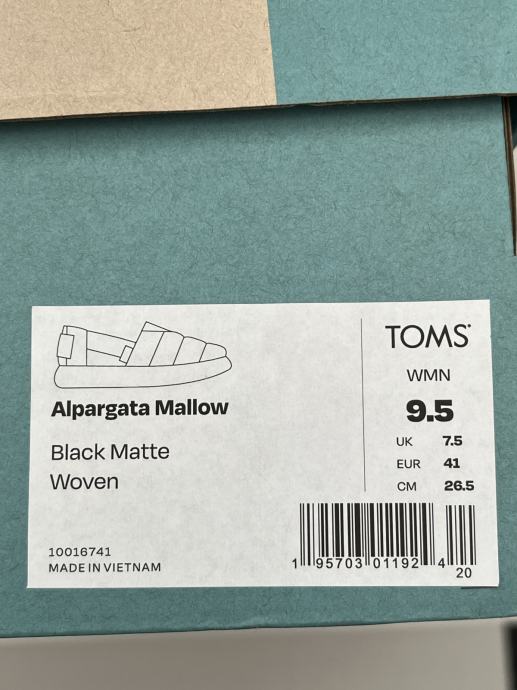 Alpargata Mallow
Black Matte
Woven
10016741
MADE IN VIETNAM
TOMS
WMN
9.5
UK 7.5
EUR 41
CM 26.5
1 95703 01192 4
20